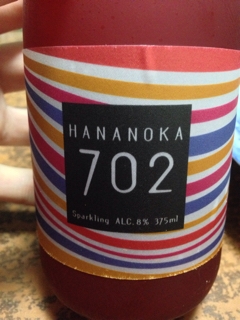 HANANOKA
702
Sparkling ALC.8% 375ml